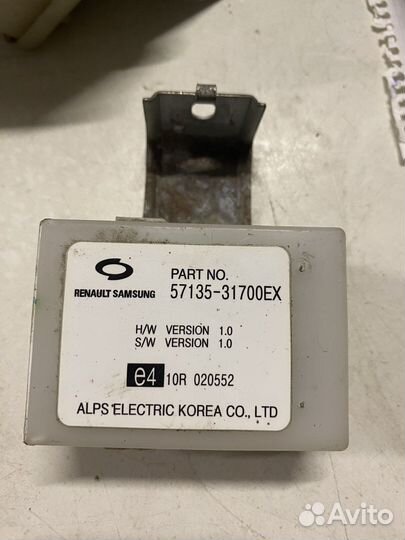 PART NO.
RENAULT SAMSUNG 57135-31700EX
H/W VERSION 1.0
S/W VERSION 1.0
e4 10R 020552
ALPS ELECTRIC KOREA CO., LTD
Avito